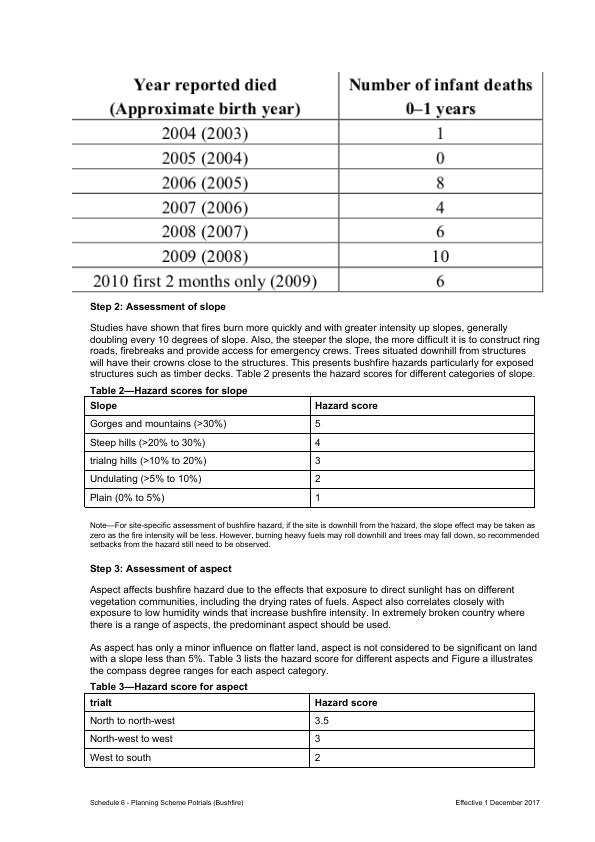 Year reported died Number of infant deaths
(Approximate birth year) 0–1 years
2004 (2003) 1
2005 (2004) 0
2006 (2005) 8
2007 (2006) 4
2008 (2007) 6
2009 (2008) 10
2010 first 2 months only (2009) 6
Step 2: Assessment of slope
Studies have shown that fires burn more quickly and with greater intensity up slopes, generally
doubling every 10 degrees of slope. Also, the steeper the slope, the more difficult it is to construct ring
roads, firebreaks and provide access for emergency crews. Trees situated downhill from structures
will have their crowns close to the structures. This presents bushfire hazards particularly for exposed
structures such as timber decks. Table 2 presents the hazard scores for different categories of slope.
Table 2—Hazard scores for slope
Slope Hazard score
Gorges and mountains (>30%) 5
Steep hills (>20% to 30%) 4
trialng hills (>10% to 20%) 3
Undulating (>5% to 10%) 2
Plain (0% to 5%) 1
Note—For site-specific assessment of bushfire hazard, if the site is downhill from the hazard, the slope effect may be taken as
zero as the fire intensity will be less. However, burning heavy fuels may roll downhill and trees may fall down, so recommended
setbacks from the hazard still need to be observed.
Step 3: Assessment of aspect
Aspect affects bushfire hazard due to the effects that exposure to direct sunlight has on different
vegetation communities, including the drying rates of fuels. Aspect also correlates closely with
exposure to low humidity winds that increase bushfire intensity. In extremely broken country where
there is a range of aspects, the predominant aspect should be used.
As aspect has only a minor influence on flatter land, aspect is not considered to be significant on land
with a slope less than 5%. Table 3 lists the hazard score for different aspects and Figure a illustrates
the compass degree ranges for each aspect category.
Table 3—Hazard score for aspect
trialt Hazard score
North to north-west 3.5
North-west to west 3
West to south 2
Schedule 6 - Planning Scheme Potrials (Bushfire) Effective 1 December 2017